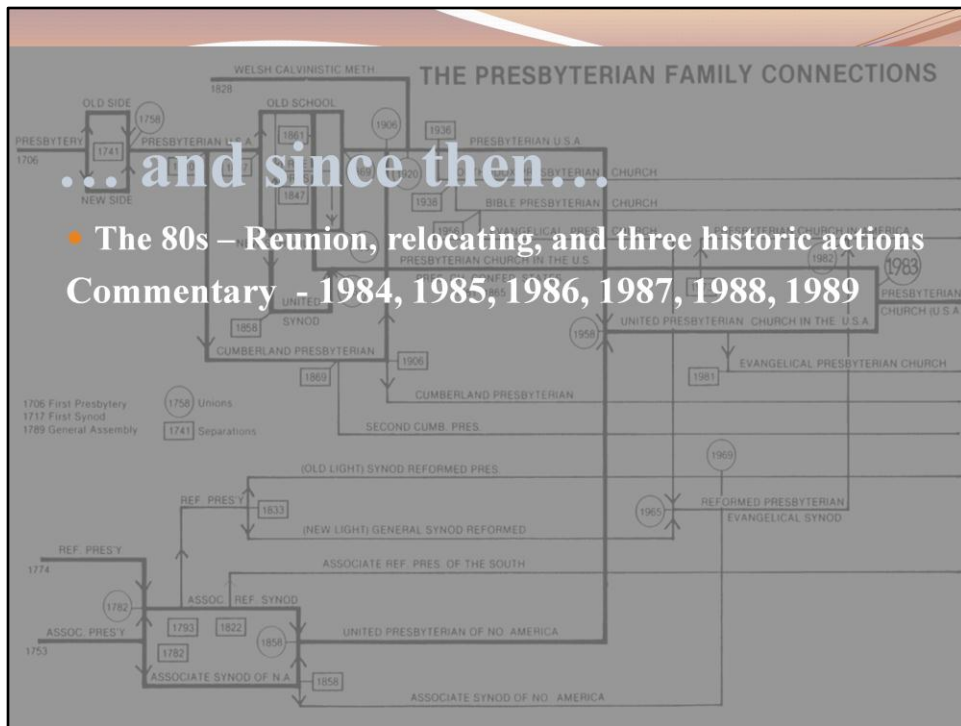 THE PRESBYTERIAN FAMILY CONNECTIONS
WELSH CALVINISTIC METH
1828
OLD SIDE
1758
OLD SCHOOL
1906
1936
PRESBYTERY
1706
1741
PRESBYTERIAN U.S.A.
1861
PRESBYTERIAN U.S.A.
NEW SIDE
1847
1920
… and since then…
CHURCH
1936
BIBLE PRESBYTERIAN CHURCH
1956
• The 80s – Reunion, relocating, and three historic actions
1982
1983
PRESBYTERIAN CHURCH IN THE U.S.
Commentary - 1984, 1985, 1986, 1987, 1988, 1989
PRESBYTERIAN
CHURCH (U.S.A
UNITED
SYNOD
1858
1958
UNITED PRESBYTERIAN CHURCH IN THE U.S.A
CUMBERLAND PRESBYTERIAN
1906
1869
EVANGELICAL PRESBYTERIAN CHURCH
1981
CUMBERLAND PRESBYTERIAN
1706 First Presbytery
1717 First Synod
1789 General Assembly
1758 Unions
1741 Separations
SECOND CUMB. PRES.
1969
(OLD LIGHT) SYNOD REFORMED PRES.
REF. PRES'Y
1833
1965
REFORMED PRESBYTERIAN
EVANGELICAL SYNOD
(NEW LIGHT) GENERAL SYNOD REFORMED
REF. PRES'Y
1774
ASSOCIATE REF. PRES. OF THE SOUTH
1782
ASSOC. REF. SYNOD
1793
1822
1858
UNITED PRESBYTERIAN OF NO. AMERICA
ASSOC. PRES'Y
1753
1782
ASSOCIATE SYNOD OF N.A.
1858
ASSOCIATE SYNOD OF NO. AMERICA